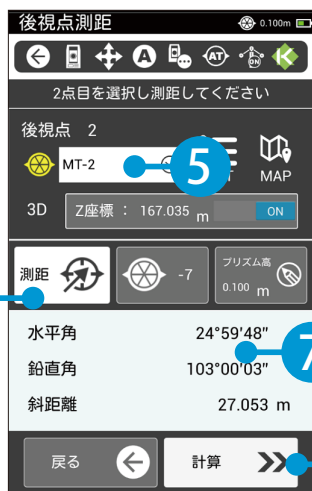 後視点測距 0.100m
A AT ON
2点目を選択し測距してください
後視点 2
MT-2 5 T MAP
3D Z座標 : 167.035 m ON
測距 -7 プリズム高 0.100 m
水平角 24°59'48"
7
鉛直角 103°00'03"
斜距離 27.053 m
戻る 計算